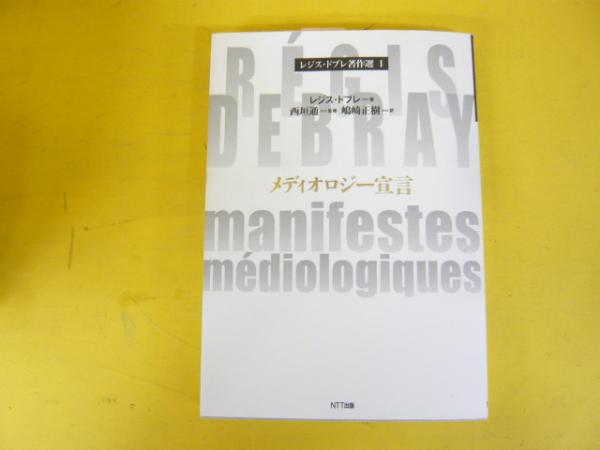 RÉGIS
レジス・ドブレ著作選 1
DEBRAY
レジス・ドブレー著
西垣通─監修 嶋崎正樹─訳
メディオロジー宣言
manifestes
médiologiques
NTT出版